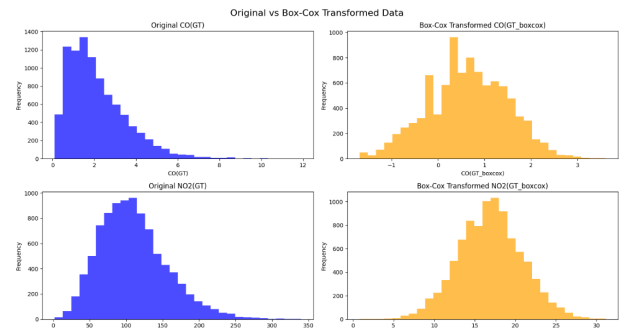 Original vs Box-Cox Transformed Data
Original CO(GT)
Frequency
1400
1200
1000
800
600
400
200
0
0 2 4 6 8 10 12
CO(GT)
Box-Cox Transformed CO(GT_boxcox)
Frequency
1000
800
600
400
200
0
−1 0 1 2 3
CO(GT_boxcox)
Original NO2(GT)
Frequency
1000
800
600
400
200
0
0 50 100 150 200 250 300 350
Box-Cox Transformed NO2(GT_boxcox)
Frequency
1000
800
600
400
200
0
0 5 10 15 20 25 30